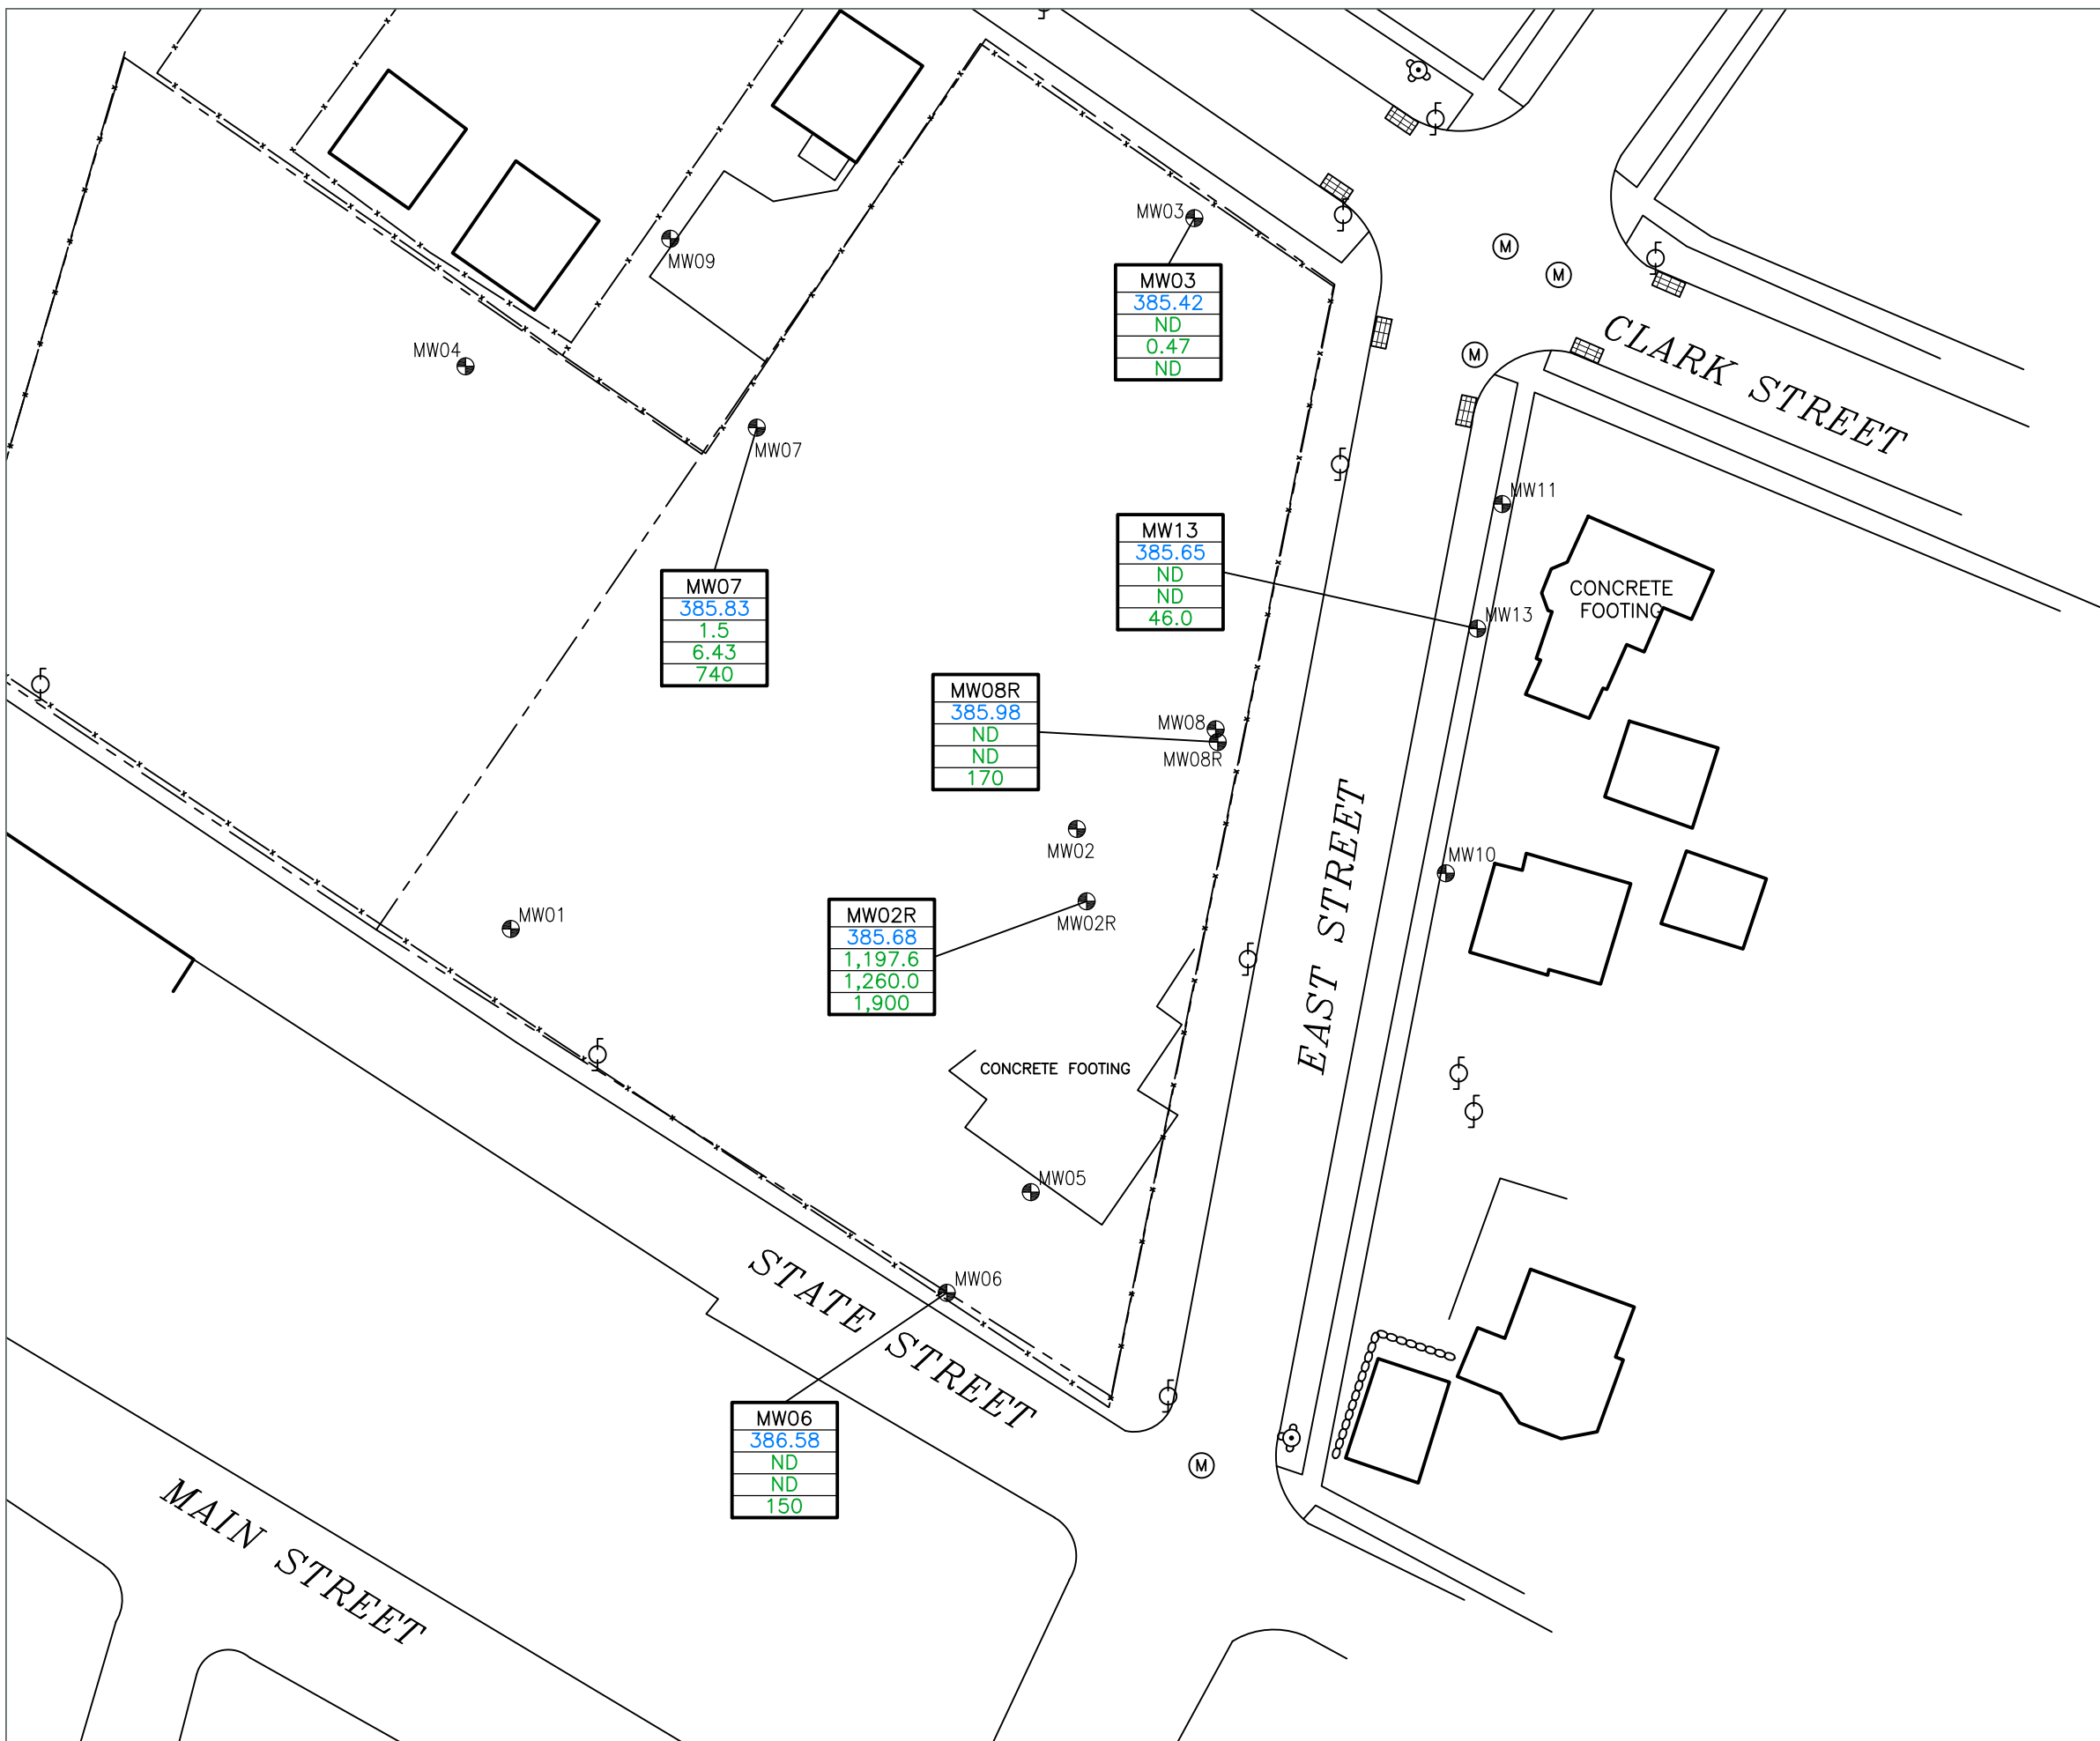 MW03
MW03
385.42
ND
0.47
ND
MW09
MW04
MW07
MW07
385.83
1.5
6.43
740
M
M
M
CLARK STREET
MW11
MW13
385.65
ND
ND
46.0
MW13
CONCRETE
FOOTING
MW08R
385.98
ND
ND
170
MW08
MW08R
MW02
MW10
EAST STREET
MW01
MW02R
385.68
1,197.6
1,260.0
1,900
MW02R
CONCRETE FOOTING
MW05
MW06
STATE STREET
MW06
386.58
ND
ND
150
M
MAIN STREET